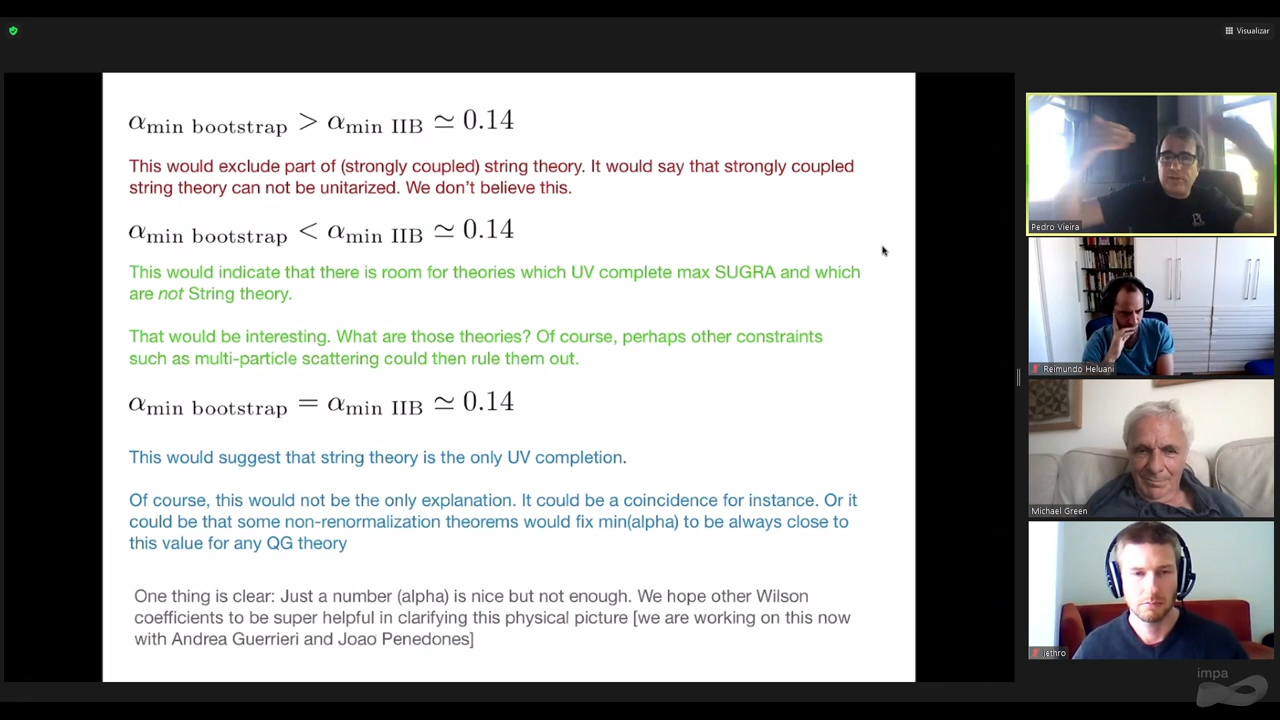 Visualizar
α_min bootstrap > α_min IIB ≃ 0.14
This would exclude part of (strongly coupled) string theory. It would say that strongly coupled
string theory can not be unitarized. We don't believe this.
α_min bootstrap < α_min IIB ≃ 0.14
This would indicate that there is room for theories which UV complete max SUGRA and which
are not String theory.
That would be interesting. What are those theories? Of course, perhaps other constraints
such as multi-particle scattering could then rule them out.
α_min bootstrap = α_min IIB ≃ 0.14
This would suggest that string theory is the only UV completion.
Of course, this would not be the only explanation. It could be a coincidence for instance. Or it
could be that some non-renormalization theorems would fix min(alpha) to be always close to
this value for any QG theory
One thing is clear: Just a number (alpha) is nice but not enough. We hope other Wilson
coefficients to be super helpful in clarifying this physical picture [we are working on this now
with Andrea Guerrieri and Joao Penedones]
Pedro Vieira
Reimundo Heluani
Michael Green
jethro
impa